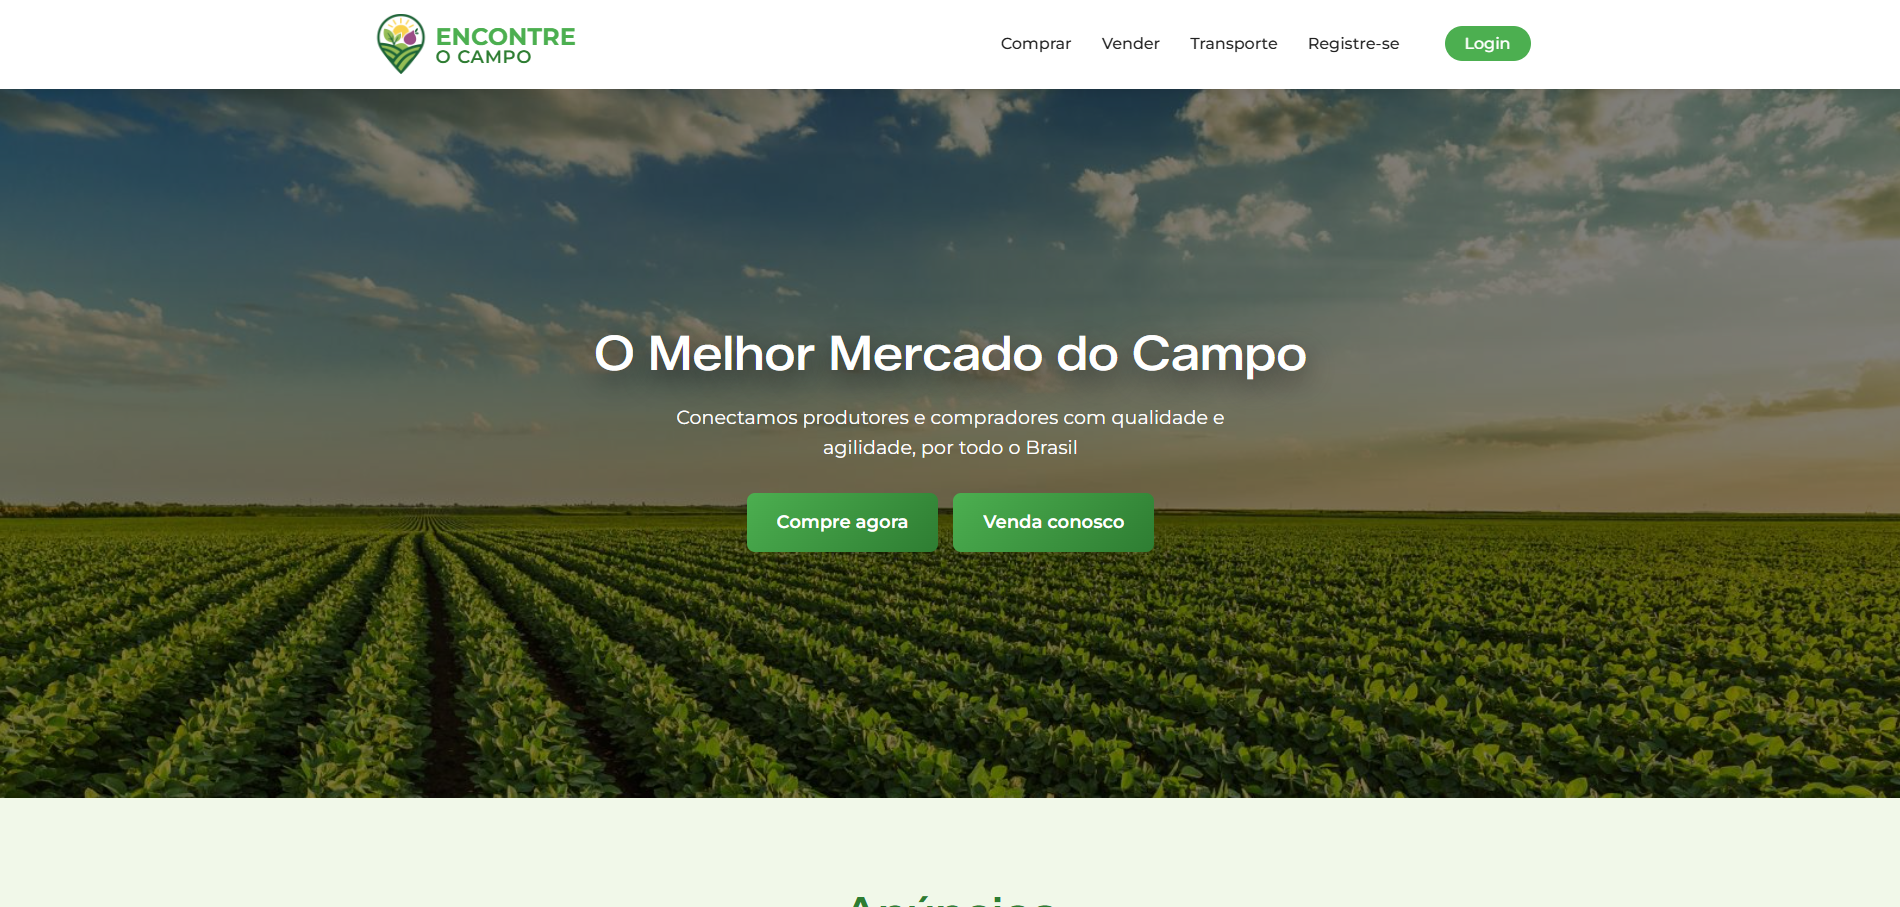 ENCONTRE
O CAMPO
Comprar
Vender
Transporte
Registre-se
Login
O Melhor Mercado do Campo
Conectamos produtores e compradores com qualidade e
agilidade, por todo o Brasil
Compre agora
Venda conosco
Anúncios